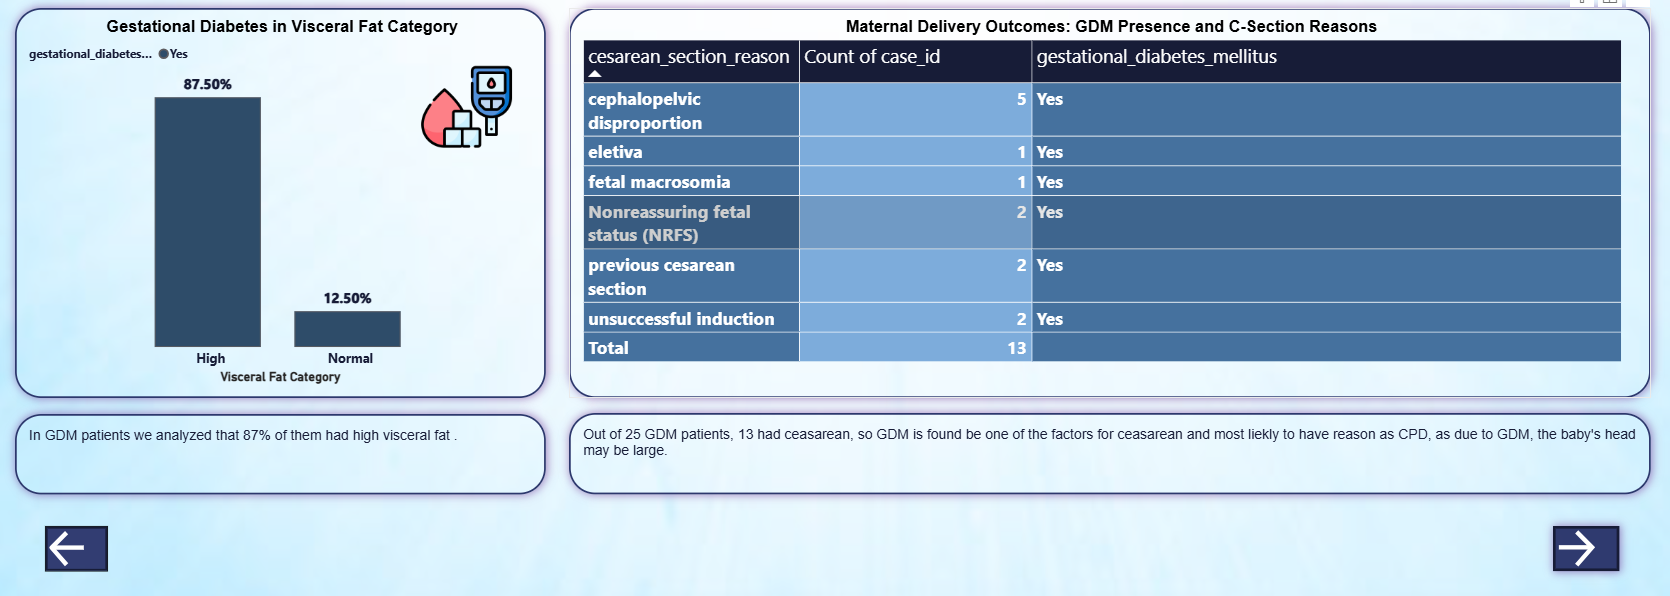 Gestational Diabetes in Visceral Fat Category
gestational_diabetes... Yes
87.50%
12.50%
High Normal
Visceral Fat Category
Maternal Delivery Outcomes: GDM Presence and C-Section Reasons
cesarean_section_reason Count of case_id gestational_diabetes_mellitus
cephalopelvic
disproportion 5 Yes
eletiva 1 Yes
fetal macrosomia 1 Yes
Nonreassuring fetal
status (NRFS) 2 Yes
previous cesarean
section 2 Yes
unsuccessful induction 2 Yes
Total 13
In GDM patients we analyzed that 87% of them had high visceral fat .
Out of 25 GDM patients, 13 had ceasarean, so GDM is found be one of the factors for ceasarean and most liekly to have reason as CPD, as due to GDM, the baby's head
may be large.